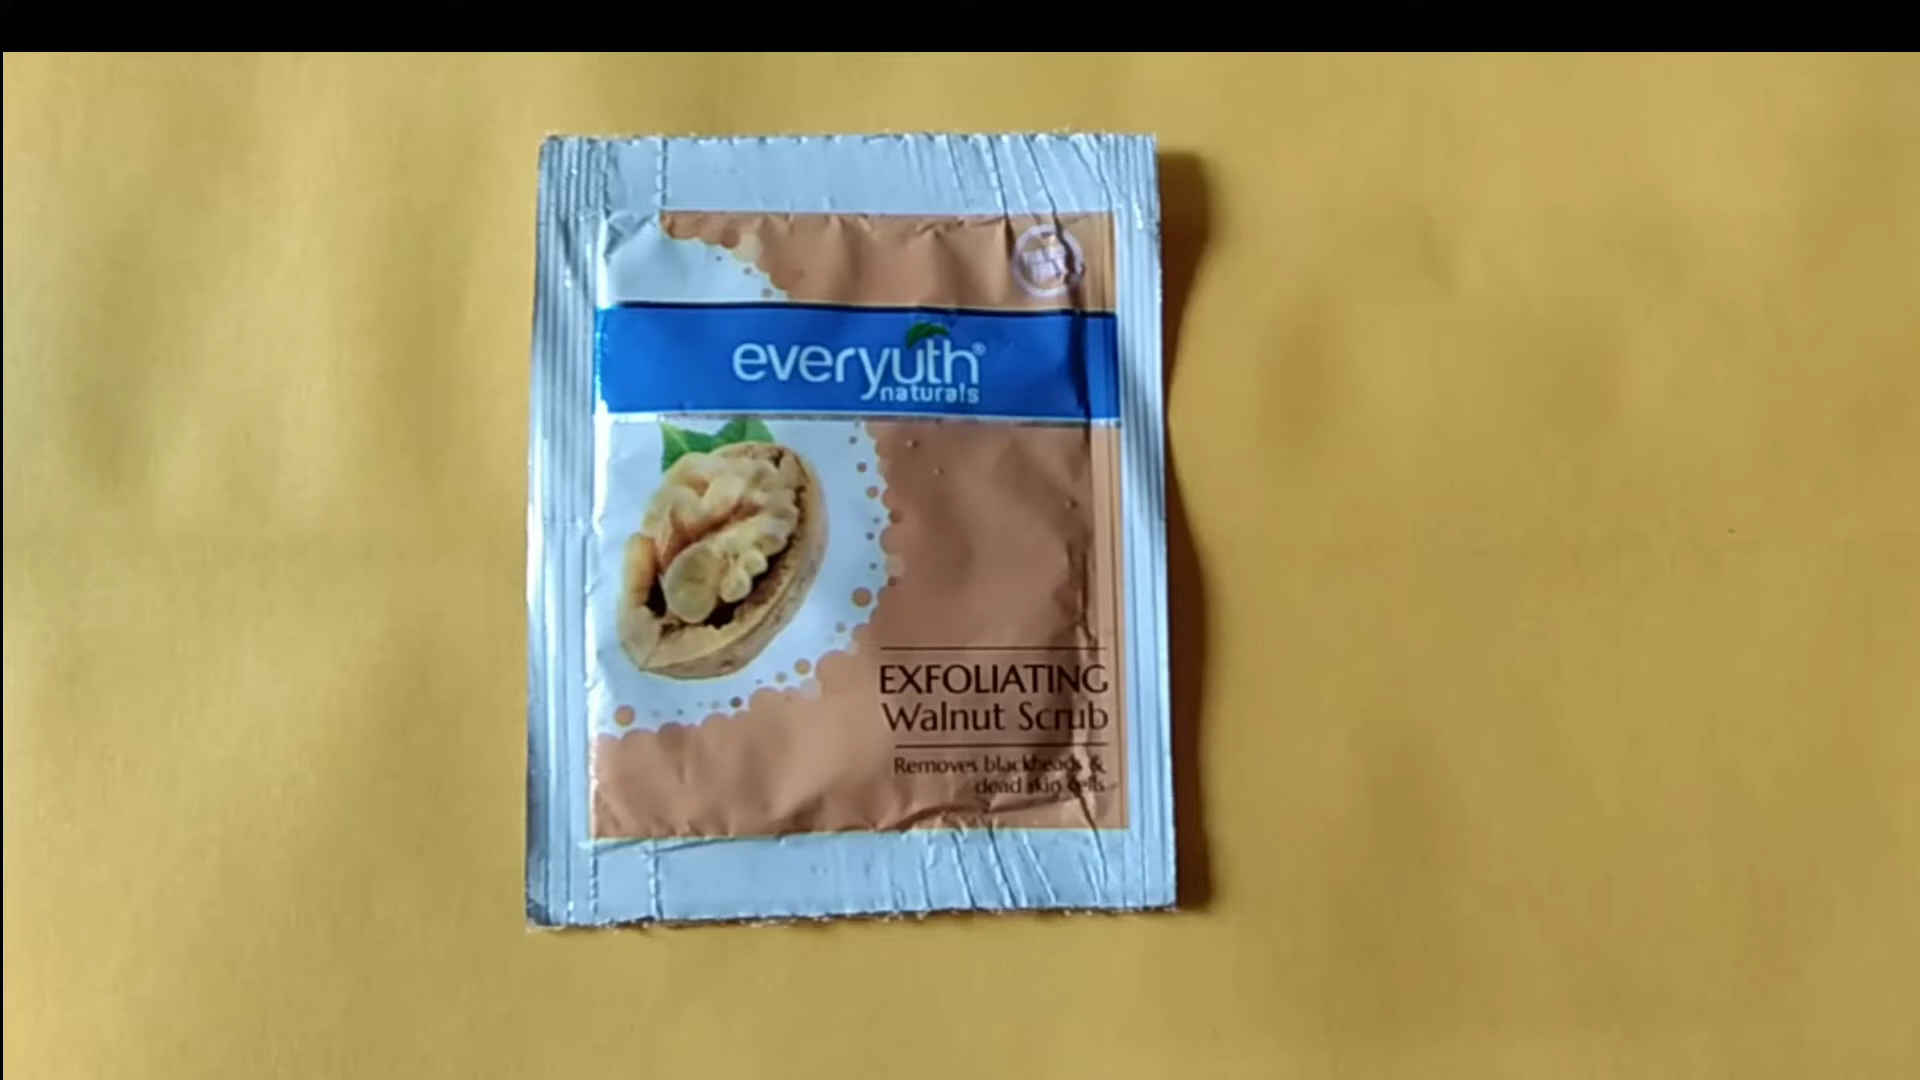 everyuth®
naturals
EXFOLIATING
Walnut Scrub
Removes blackheads &
dead skin cells